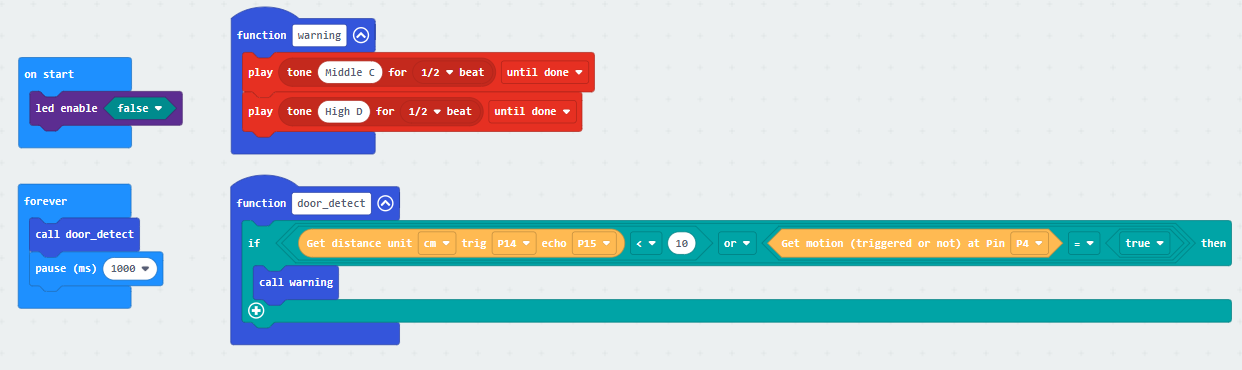 on start
led enable false
forever
call door_detect
pause (ms) 1000
function warning
play tone Middle C for 1/2 beat until done
play tone High D for 1/2 beat until done
function door_detect
if Get distance unit cm trig P14 echo P15 < 10 or Get motion (triggered or not) at Pin P4 = true then
call warning